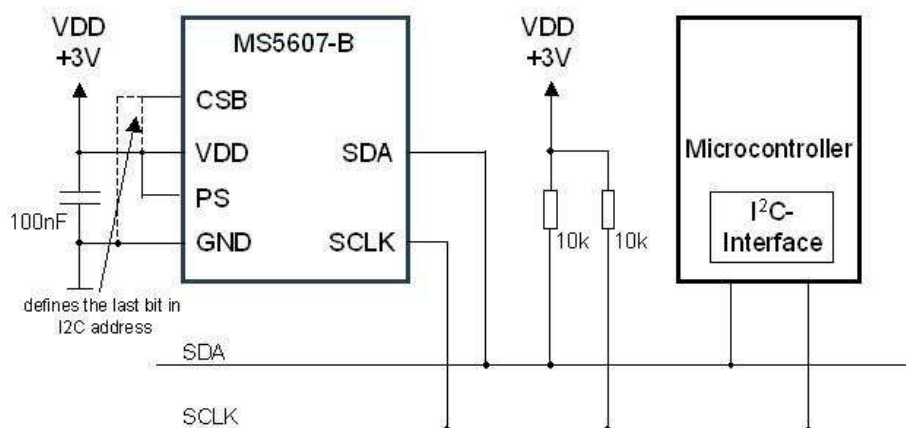 VDD
+3V
MS5607-B
CSB
VDD
PS
GND
SDA
SCLK
100nF
defines the last bit in
I2C address
VDD
+3V
10k
10k
Microcontroller
I²C-
Interface
SDA
SCLK